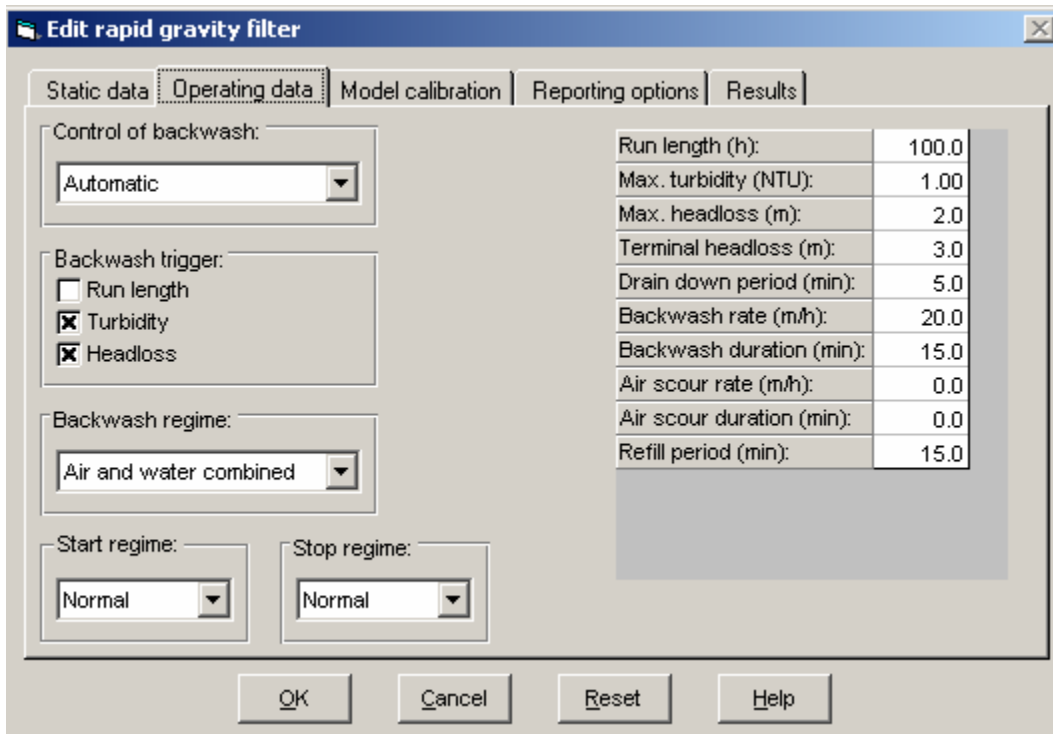 Edit rapid gravity filter
Static data Operating data Model calibration Reporting options Results
Control of backwash:
Automatic
Backwash trigger:
Run length
Turbidity
Headloss
Backwash regime:
Air and water combined
Start regime:
Normal
Stop regime:
Normal
Run length (h): 100.0
Max. turbidity (NTU): 1.00
Max. headloss (m): 2.0
Terminal headloss (m): 3.0
Drain down period (min): 5.0
Backwash rate (m/h): 20.0
Backwash duration (min): 15.0
Air scour rate (m/h): 0.0
Air scour duration (min): 0.0
Refill period (min): 15.0
OK Cancel Reset Help